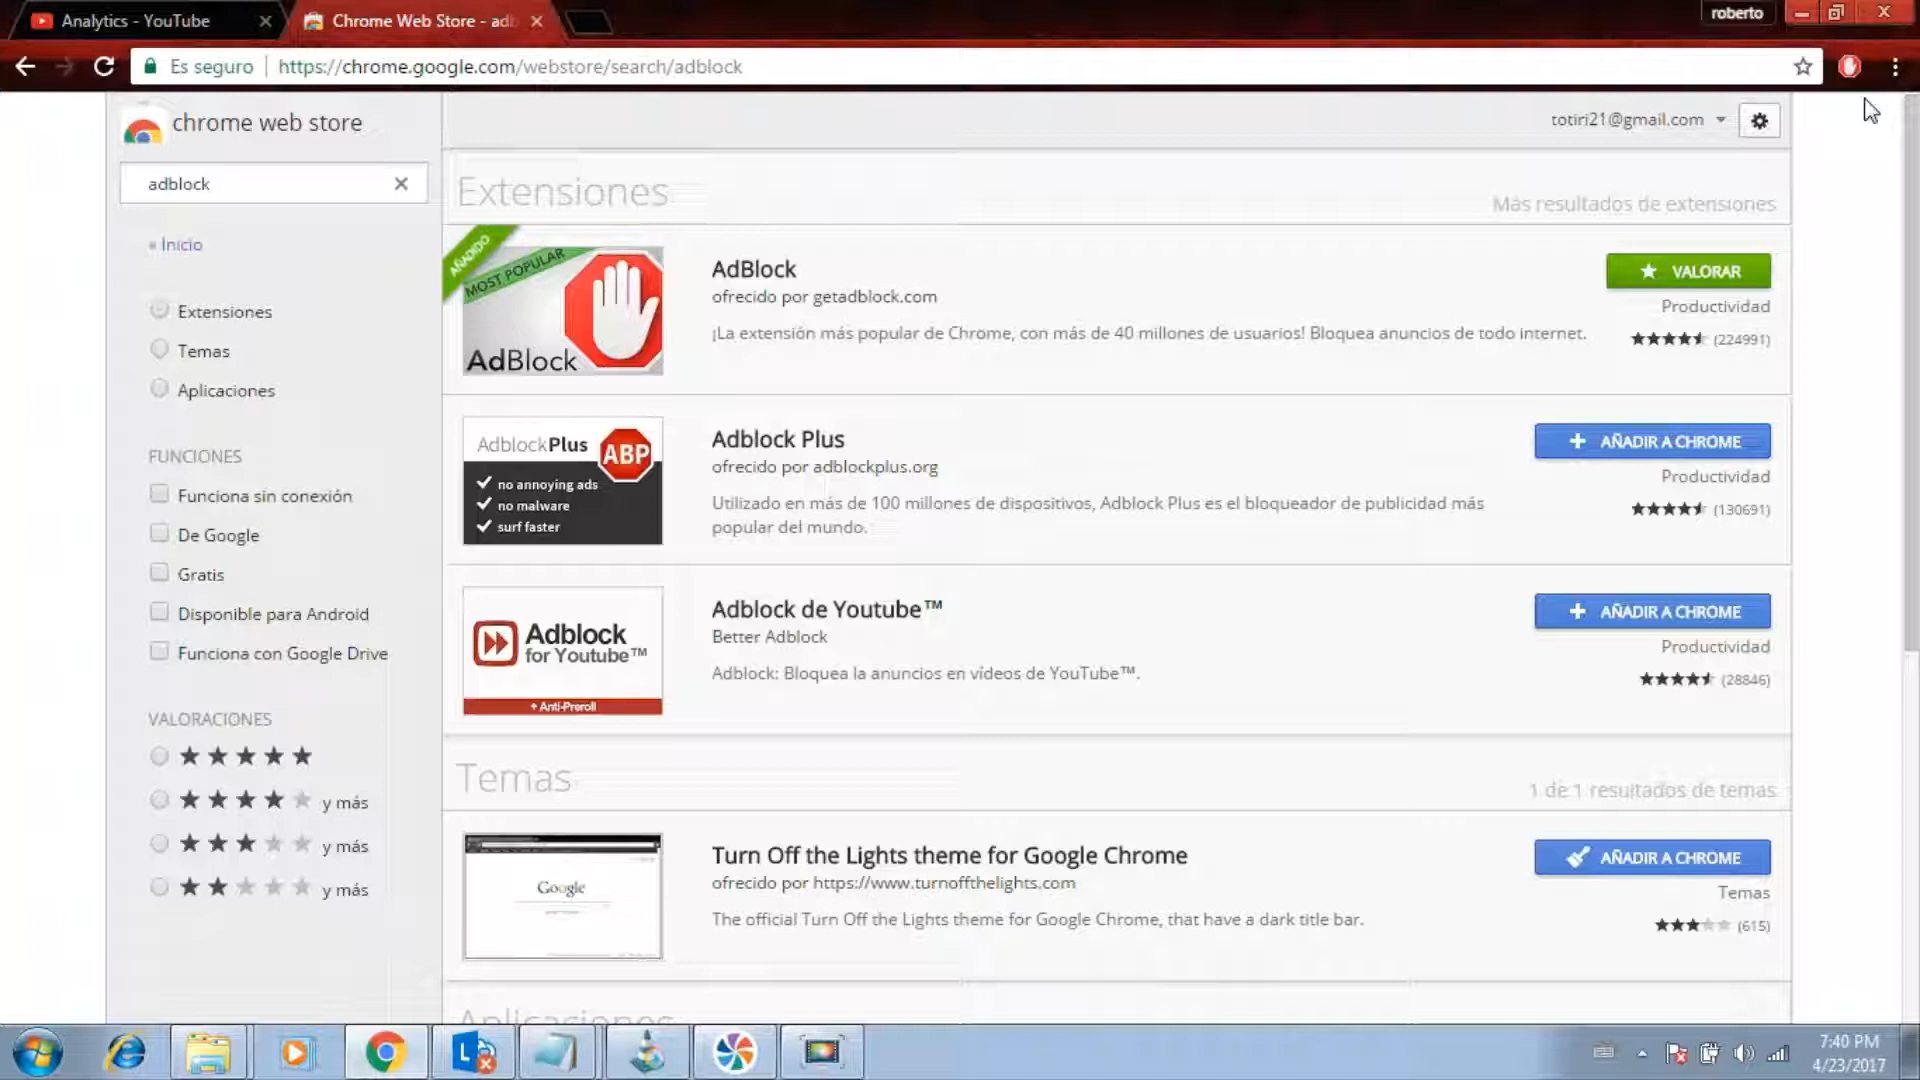 Analytics - YouTube
Chrome Web Store - adb
roberto
Es seguro
https://chrome.google.com/webstore/search/adblock
chrome web store
totiri21@gmail.com
adblock
« Inicio
Extensiones
Temas
Aplicaciones
FUNCIONES
Funciona sin conexión
De Google
Gratis
Disponible para Android
Funciona con Google Drive
VALORACIONES
y más
y más
y más
Extensiones
Más resultados de extensiones
AÑADIDO
MOST POPULAR
AdBlock
AdBlock
ofrecido por getadblock.com
¡La extensión más popular de Chrome, con más de 40 millones de usuarios! Bloquea anuncios de todo internet.
VALORAR
Productividad
(224991)
AdblockPlus
ABP
no annoying ads
no malware
surf faster
Adblock Plus
ofrecido por adblockplus.org
Utilizado en más de 100 millones de dispositivos, Adblock Plus es el bloqueador de publicidad más
popular del mundo.
AÑADIR A CHROME
Productividad
(130691)
Adblock
for Youtube™
+ Anti-Preroll
Adblock de Youtube™
Better Adblock
Adblock: Bloquea la anuncios en vídeos de YouTube™.
AÑADIR A CHROME
Productividad
(28846)
Temas
1 de 1 resultados de temas
Google
Turn Off the Lights theme for Google Chrome
ofrecido por https://www.turnoffthelights.com
The official Turn Off the Lights theme for Google Chrome, that have a dark title bar.
AÑADIR A CHROME
Temas
(615)
Aplicaciones
7:40 PM
4/23/2017